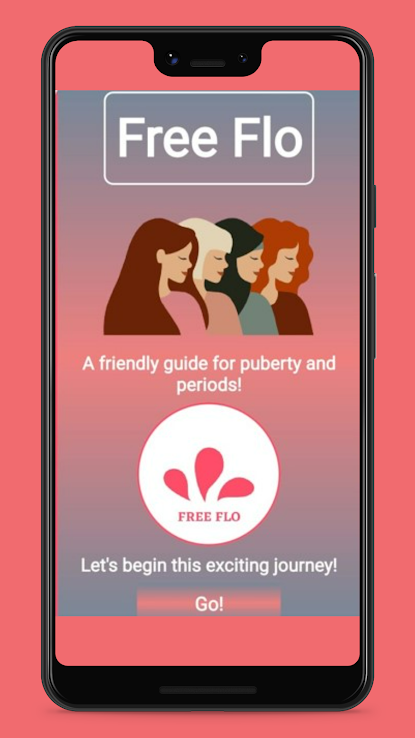 Free Flo
A friendly guide for puberty and
periods!
FREE FLO
Let's begin this exciting journey!
Go!